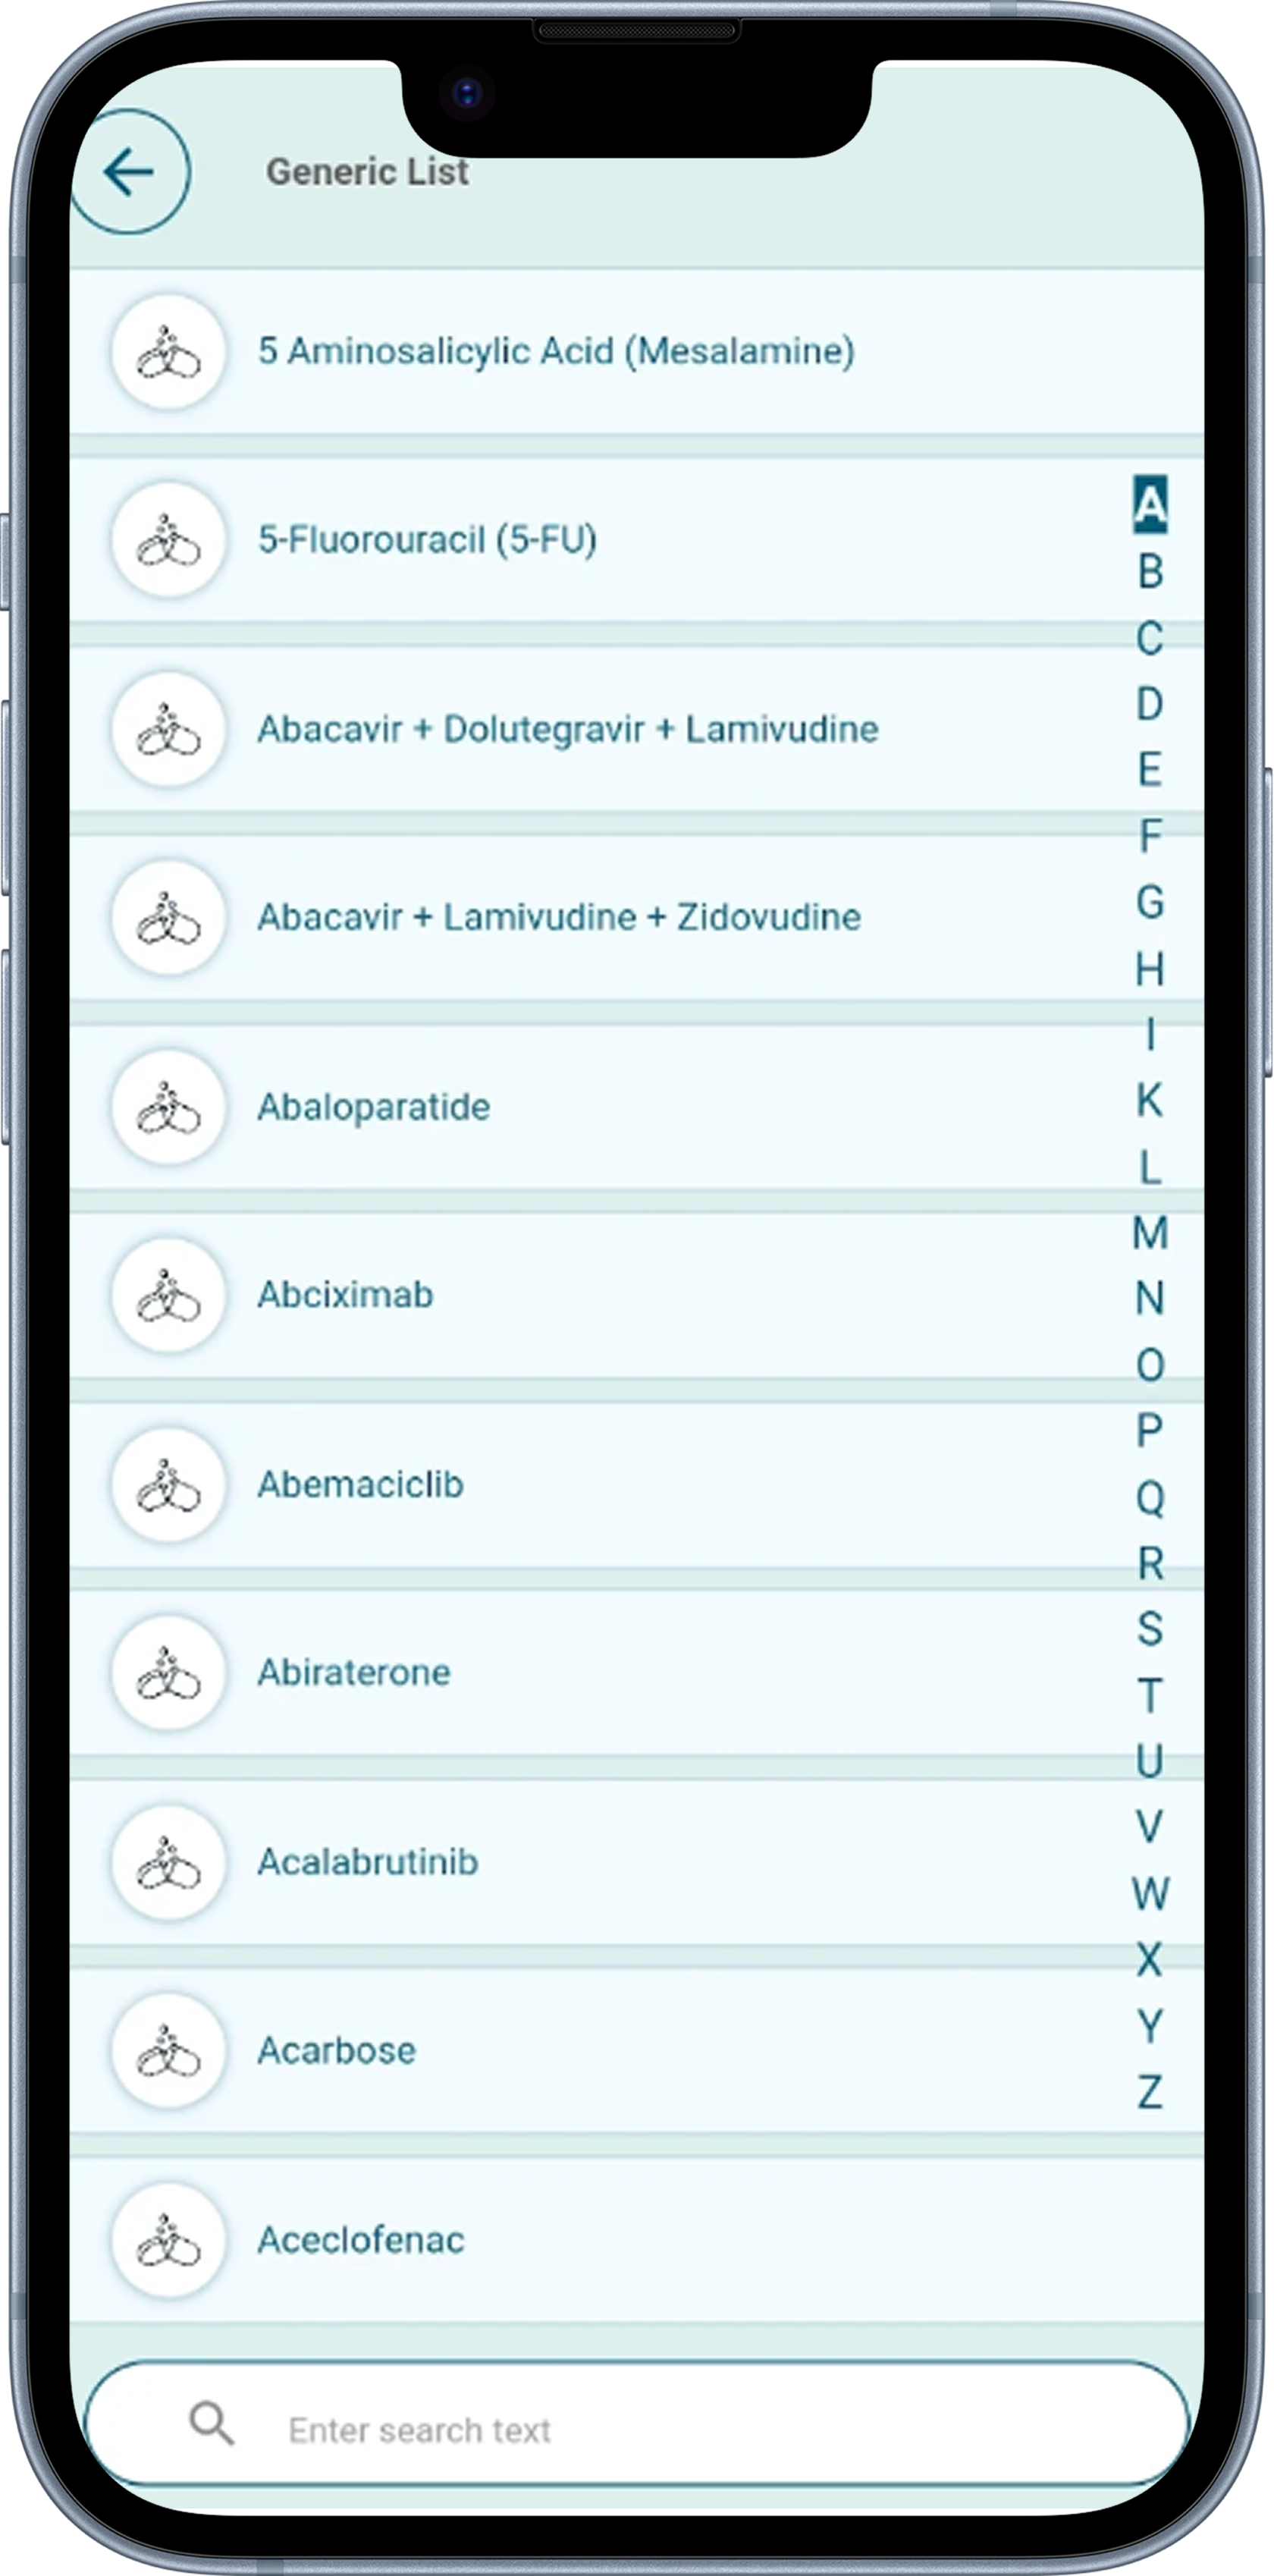 Generic List
5 Aminosalicylic Acid (Mesalamine)
5-Fluorouracil (5-FU)
Abacavir + Dolutegravir + Lamivudine
Abacavir + Lamivudine + Zidovudine
Abaloparatide
Abciximab
Abemaciclib
Abiraterone
Acalabrutinib
Acarbose
Aceclofenac
A
B
C
D
E
F
G
H
I
K
L
M
N
O
P
Q
R
S
T
U
V
W
X
Y
Z
Enter search text